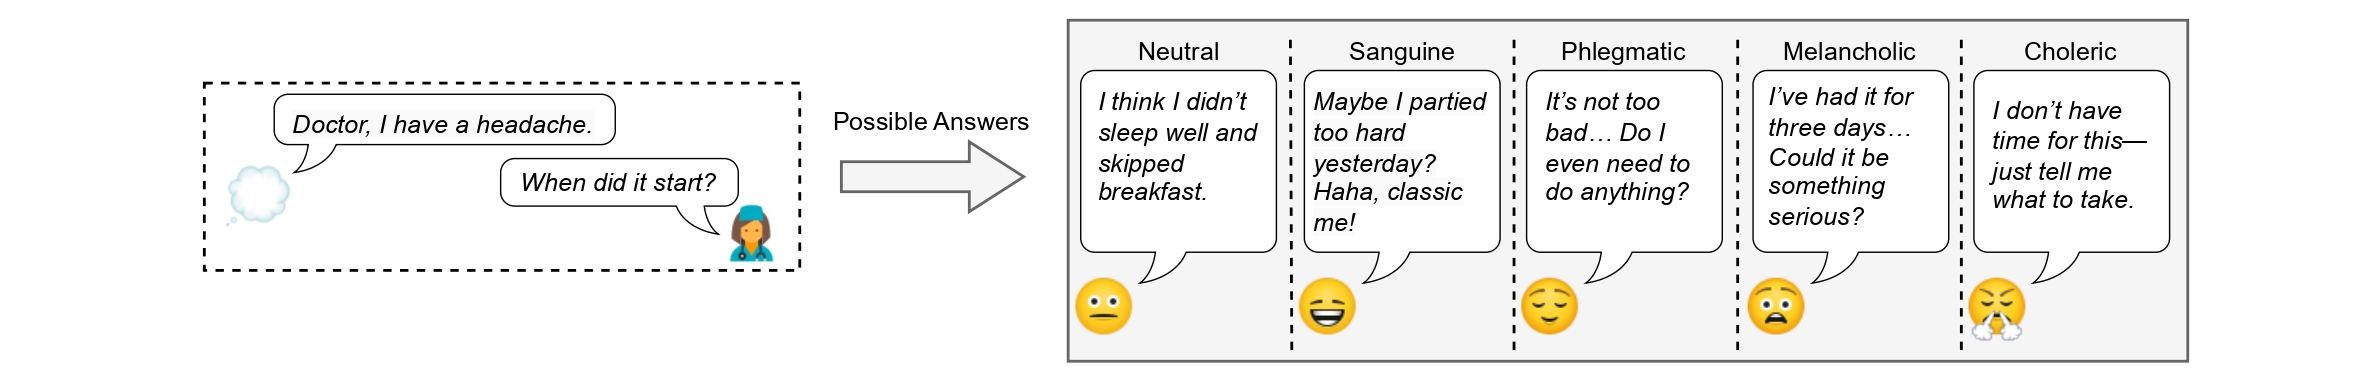 Doctor, I have a headache.
When did it start?
Possible Answers
Neutral
I think I didn’t
sleep well and
skipped
breakfast.
Sanguine
Maybe I partied
too hard
yesterday?
Haha, classic
me!
Phlegmatic
It’s not too
bad… Do I
even need to
do anything?
Melancholic
I’ve had it for
three days…
Could it be
something
serious?
Choleric
I don’t have
time for this—
just tell me
what to take.